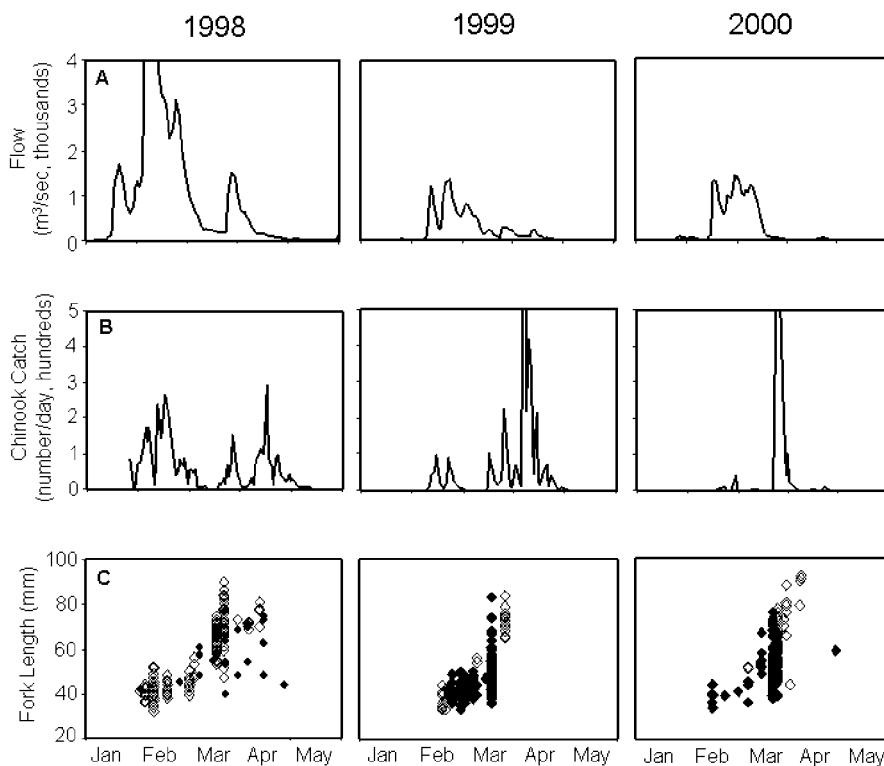 1998 1999 2000
A
Flow
(m³/sec, thousands)
4
3
2
1
0
B
Chinook Catch
(number/day, hundreds)
5
4
3
2
1
0
C
Fork Length (mm)
100
80
60
40
20
Jan Feb Mar Apr May Jan Feb Mar Apr May Jan Feb Mar Apr May